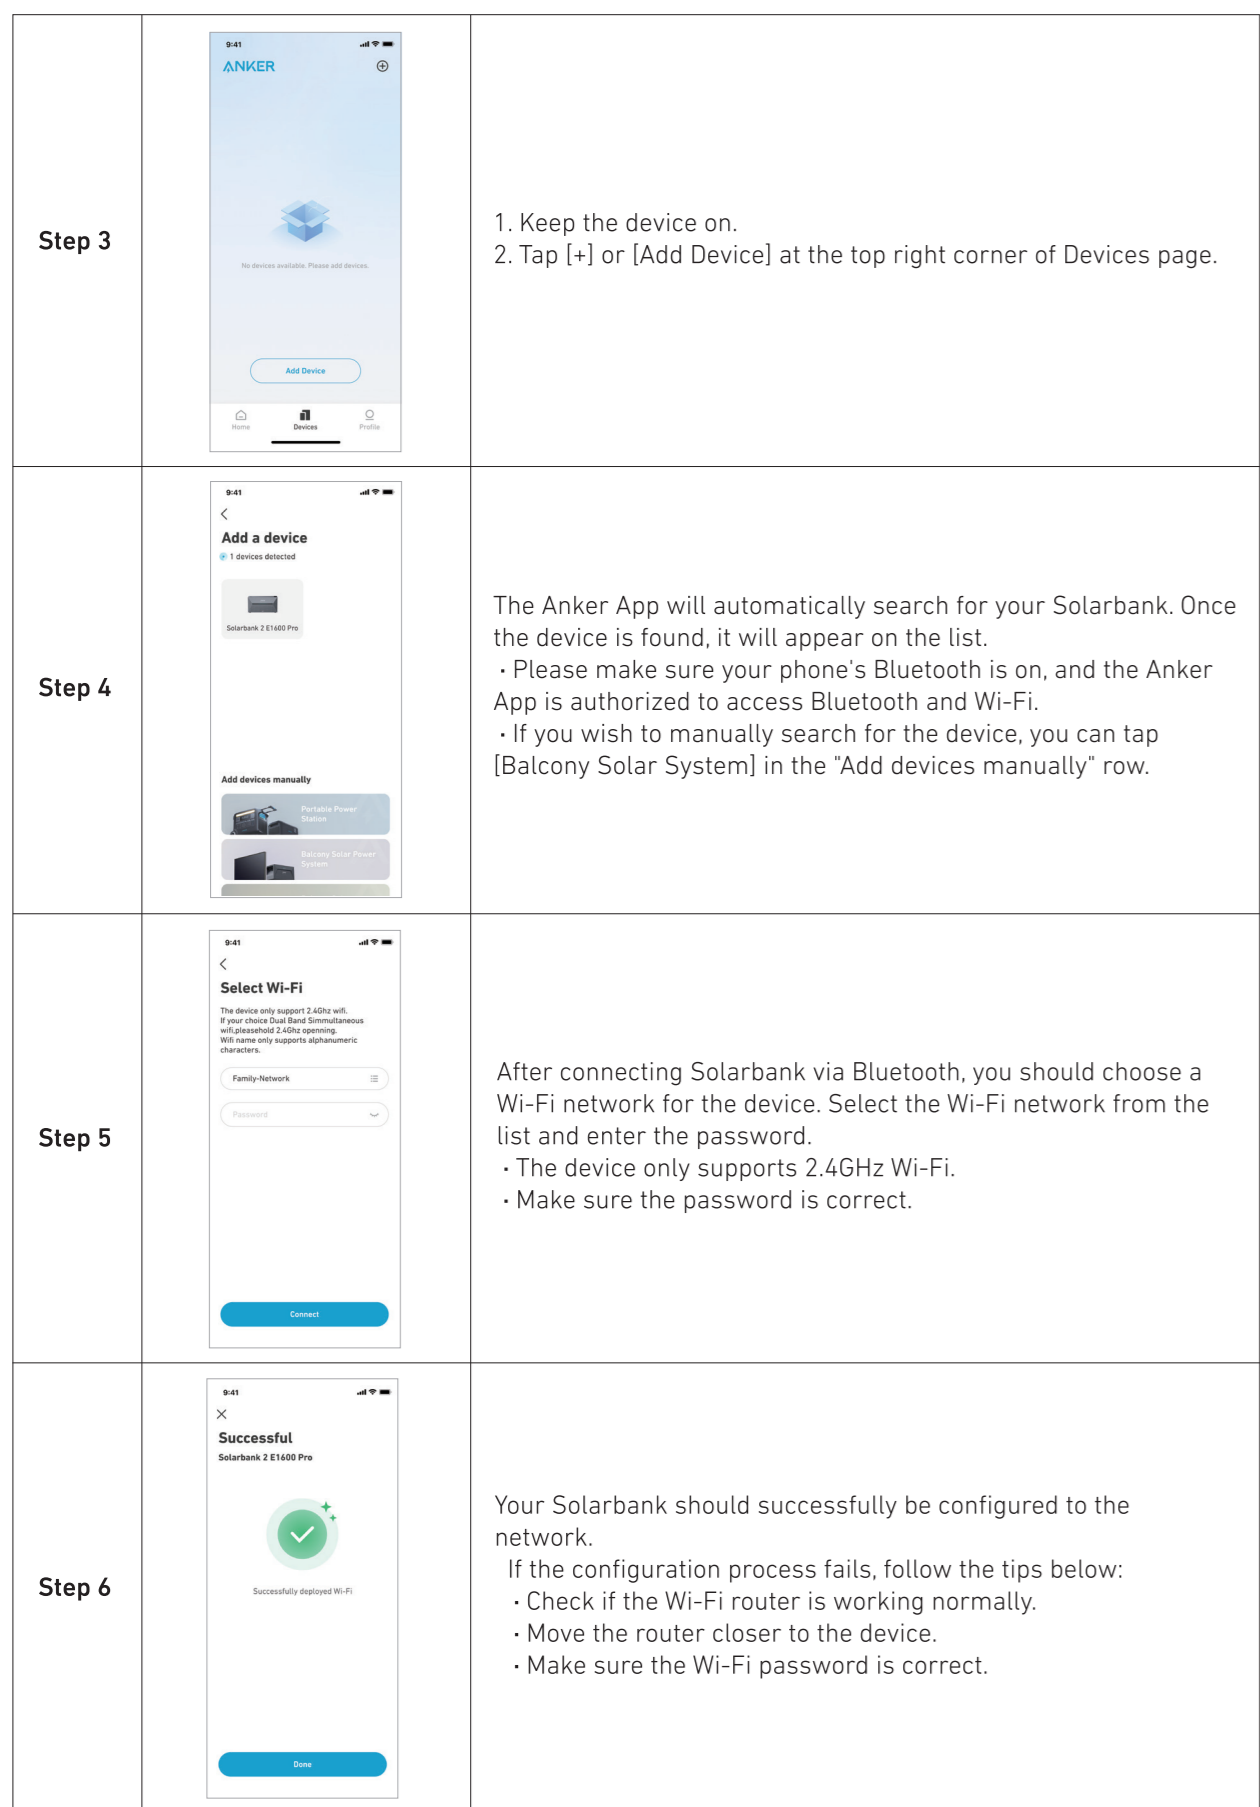 Step 3
9:41
ANKER
No devices available. Please add devices.
Add Device
Home
Devices
Profile
1. Keep the device on.
2. Tap [+] or [Add Device] at the top right corner of Devices page.
Step 4
9:41
Add a device
1 devices detected
Solarbank 2 E1600 Pro
Add devices manually
Portable Power
Station
Balcony Solar Power
System
The Anker App will automatically search for your Solarbank. Once
the device is found, it will appear on the list.
· Please make sure your phone's Bluetooth is on, and the Anker
App is authorized to access Bluetooth and Wi-Fi.
· If you wish to manually search for the device, you can tap
[Balcony Solar System] in the "Add devices manually" row.
Step 5
9:41
Select Wi-Fi
The device only support 2.4Ghz wifi.
If your choice Dual Band Simmultaneous
wifi,pleasehold 2.4Ghz openning.
Wifi name only supports alphanumeric
characters.
Family-Network
Password
Connect
After connecting Solarbank via Bluetooth, you should choose a
Wi-Fi network for the device. Select the Wi-Fi network from the
list and enter the password.
· The device only supports 2.4GHz Wi-Fi.
· Make sure the password is correct.
Step 6
9:41
Successful
Solarbank 2 E1600 Pro
Successfully deployed Wi-Fi
Done
Your Solarbank should successfully be configured to the
network.
If the configuration process fails, follow the tips below:
· Check if the Wi-Fi router is working normally.
· Move the router closer to the device.
· Make sure the Wi-Fi password is correct.